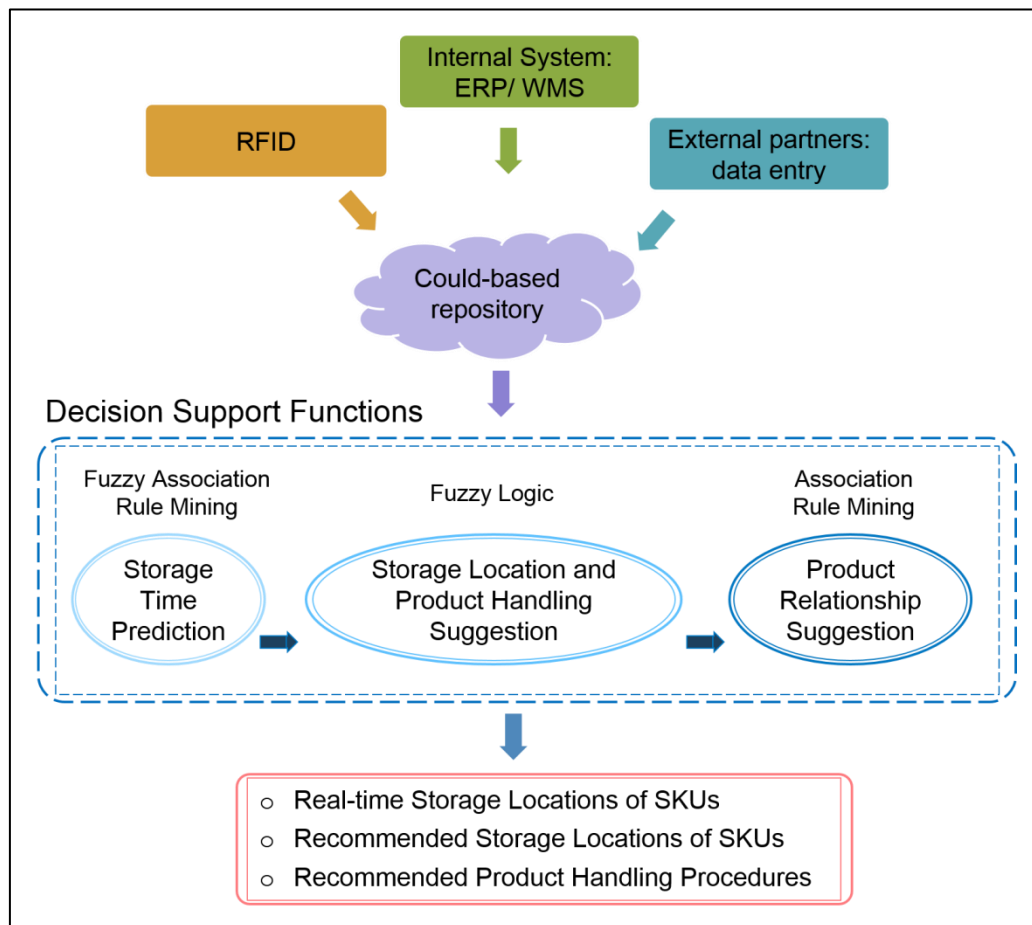 Internal System:
ERP/ WMS
RFID
External partners:
data entry
Could-based
repository
Decision Support Functions
Fuzzy Association
Rule Mining
Fuzzy Logic
Association
Rule Mining
Storage
Time
Prediction
Storage Location and
Product Handling
Suggestion
Product
Relationship
Suggestion
o Real-time Storage Locations of SKUs
o Recommended Storage Locations of SKUs
o Recommended Product Handling Procedures